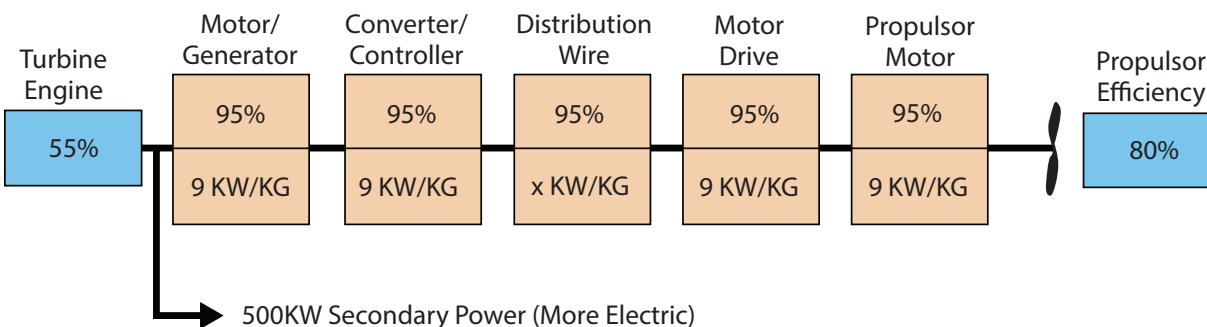 Turbine
Engine
55%
Motor/
Generator
95%
9 KW/KG
Converter/
Controller
95%
9 KW/KG
Distribution
Wire
95%
x KW/KG
Motor
Drive
95%
9 KW/KG
Propulsor
Motor
95%
9 KW/KG
Propulsor
Efficiency
80%
500KW Secondary Power (More Electric)